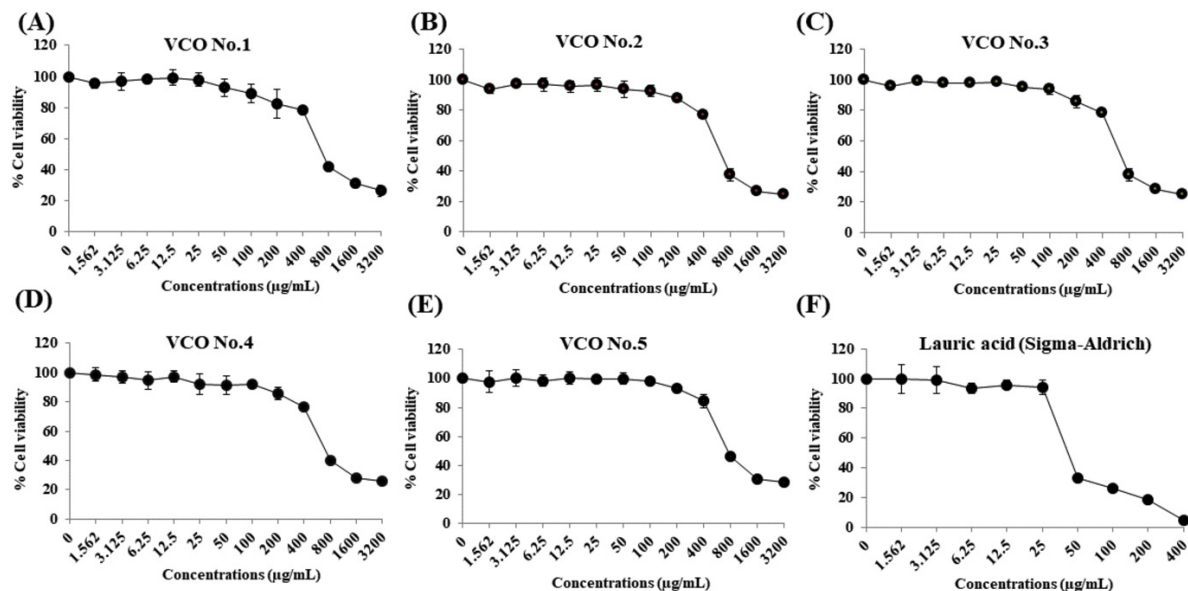 (A)
VCO No.1
% Cell viability
120
100
80
60
40
20
0
0 1.562 3.125 6.25 12.5 25 50 100 200 400 800 1600 3200
Concentrations (µg/mL)
(B)
VCO No.2
% Cell viability
120
100
80
60
40
20
0
0 1.562 3.125 6.25 12.5 25 50 100 200 400 800 1600 3200
Concentrations (µg/mL)
(C)
VCO No.3
% Cell viability
120
100
80
60
40
20
0
0 1.562 3.125 6.25 12.5 25 50 100 200 400 800 1600 3200
Concentrations (µg/mL)
(D)
VCO No.4
% Cell viability
120
100
80
60
40
20
0
0 1.562 3.125 6.25 12.5 25 50 100 200 400 800 1600 3200
Concentrations (µg/mL)
(E)
VCO No.5
% Cell viability
120
100
80
60
40
20
0
0 1.562 3.125 6.25 12.5 25 50 100 200 400 800 1600 3200
Concentrations (µg/mL)
(F)
Lauric acid (Sigma-Aldrich)
% Cell viability
120
100
80
60
40
20
0
0 1.562 3.125 6.25 12.5 25 50 100 200 400
Concentrations (µg/mL)